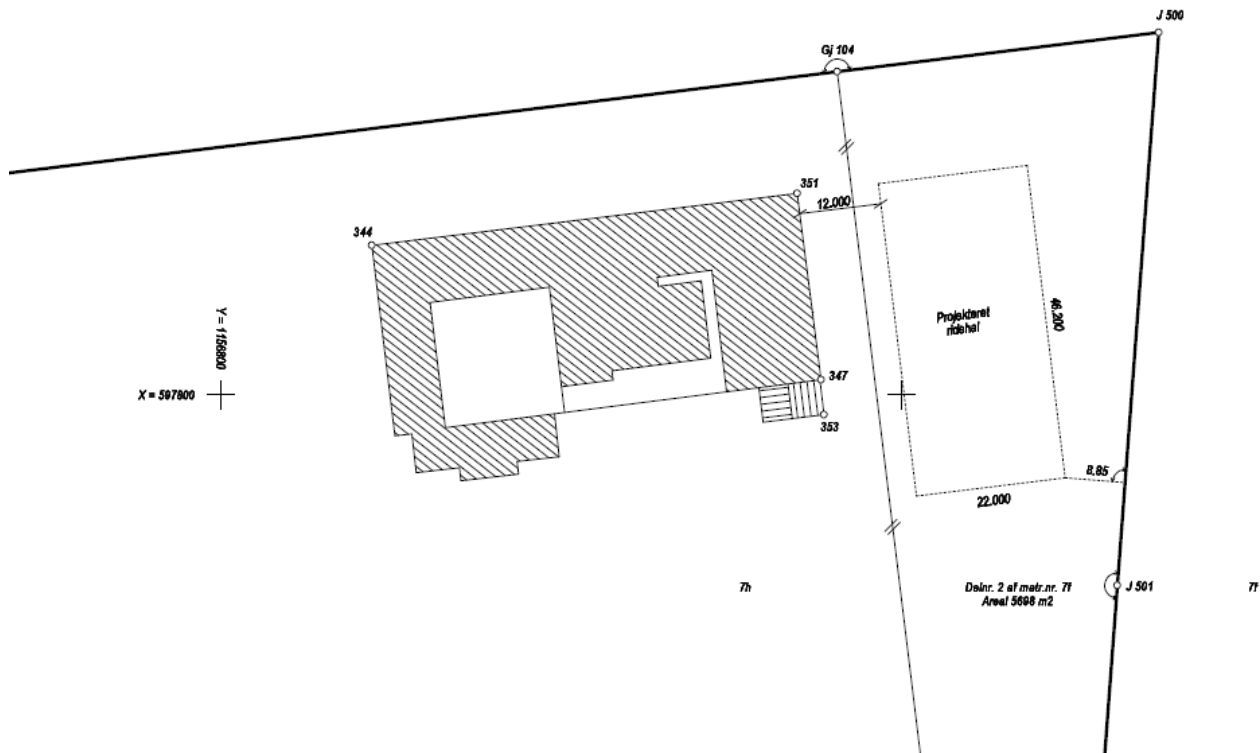 J 500
Gj 104
351
12.000
344
Y = 1156800
Projekteret
ridehal
46.200
X = 597800
347
353
8.85
22.000
7h
Delnr. 2 af matr.nr. 7f
Areal 5698 m2
J 501
7f